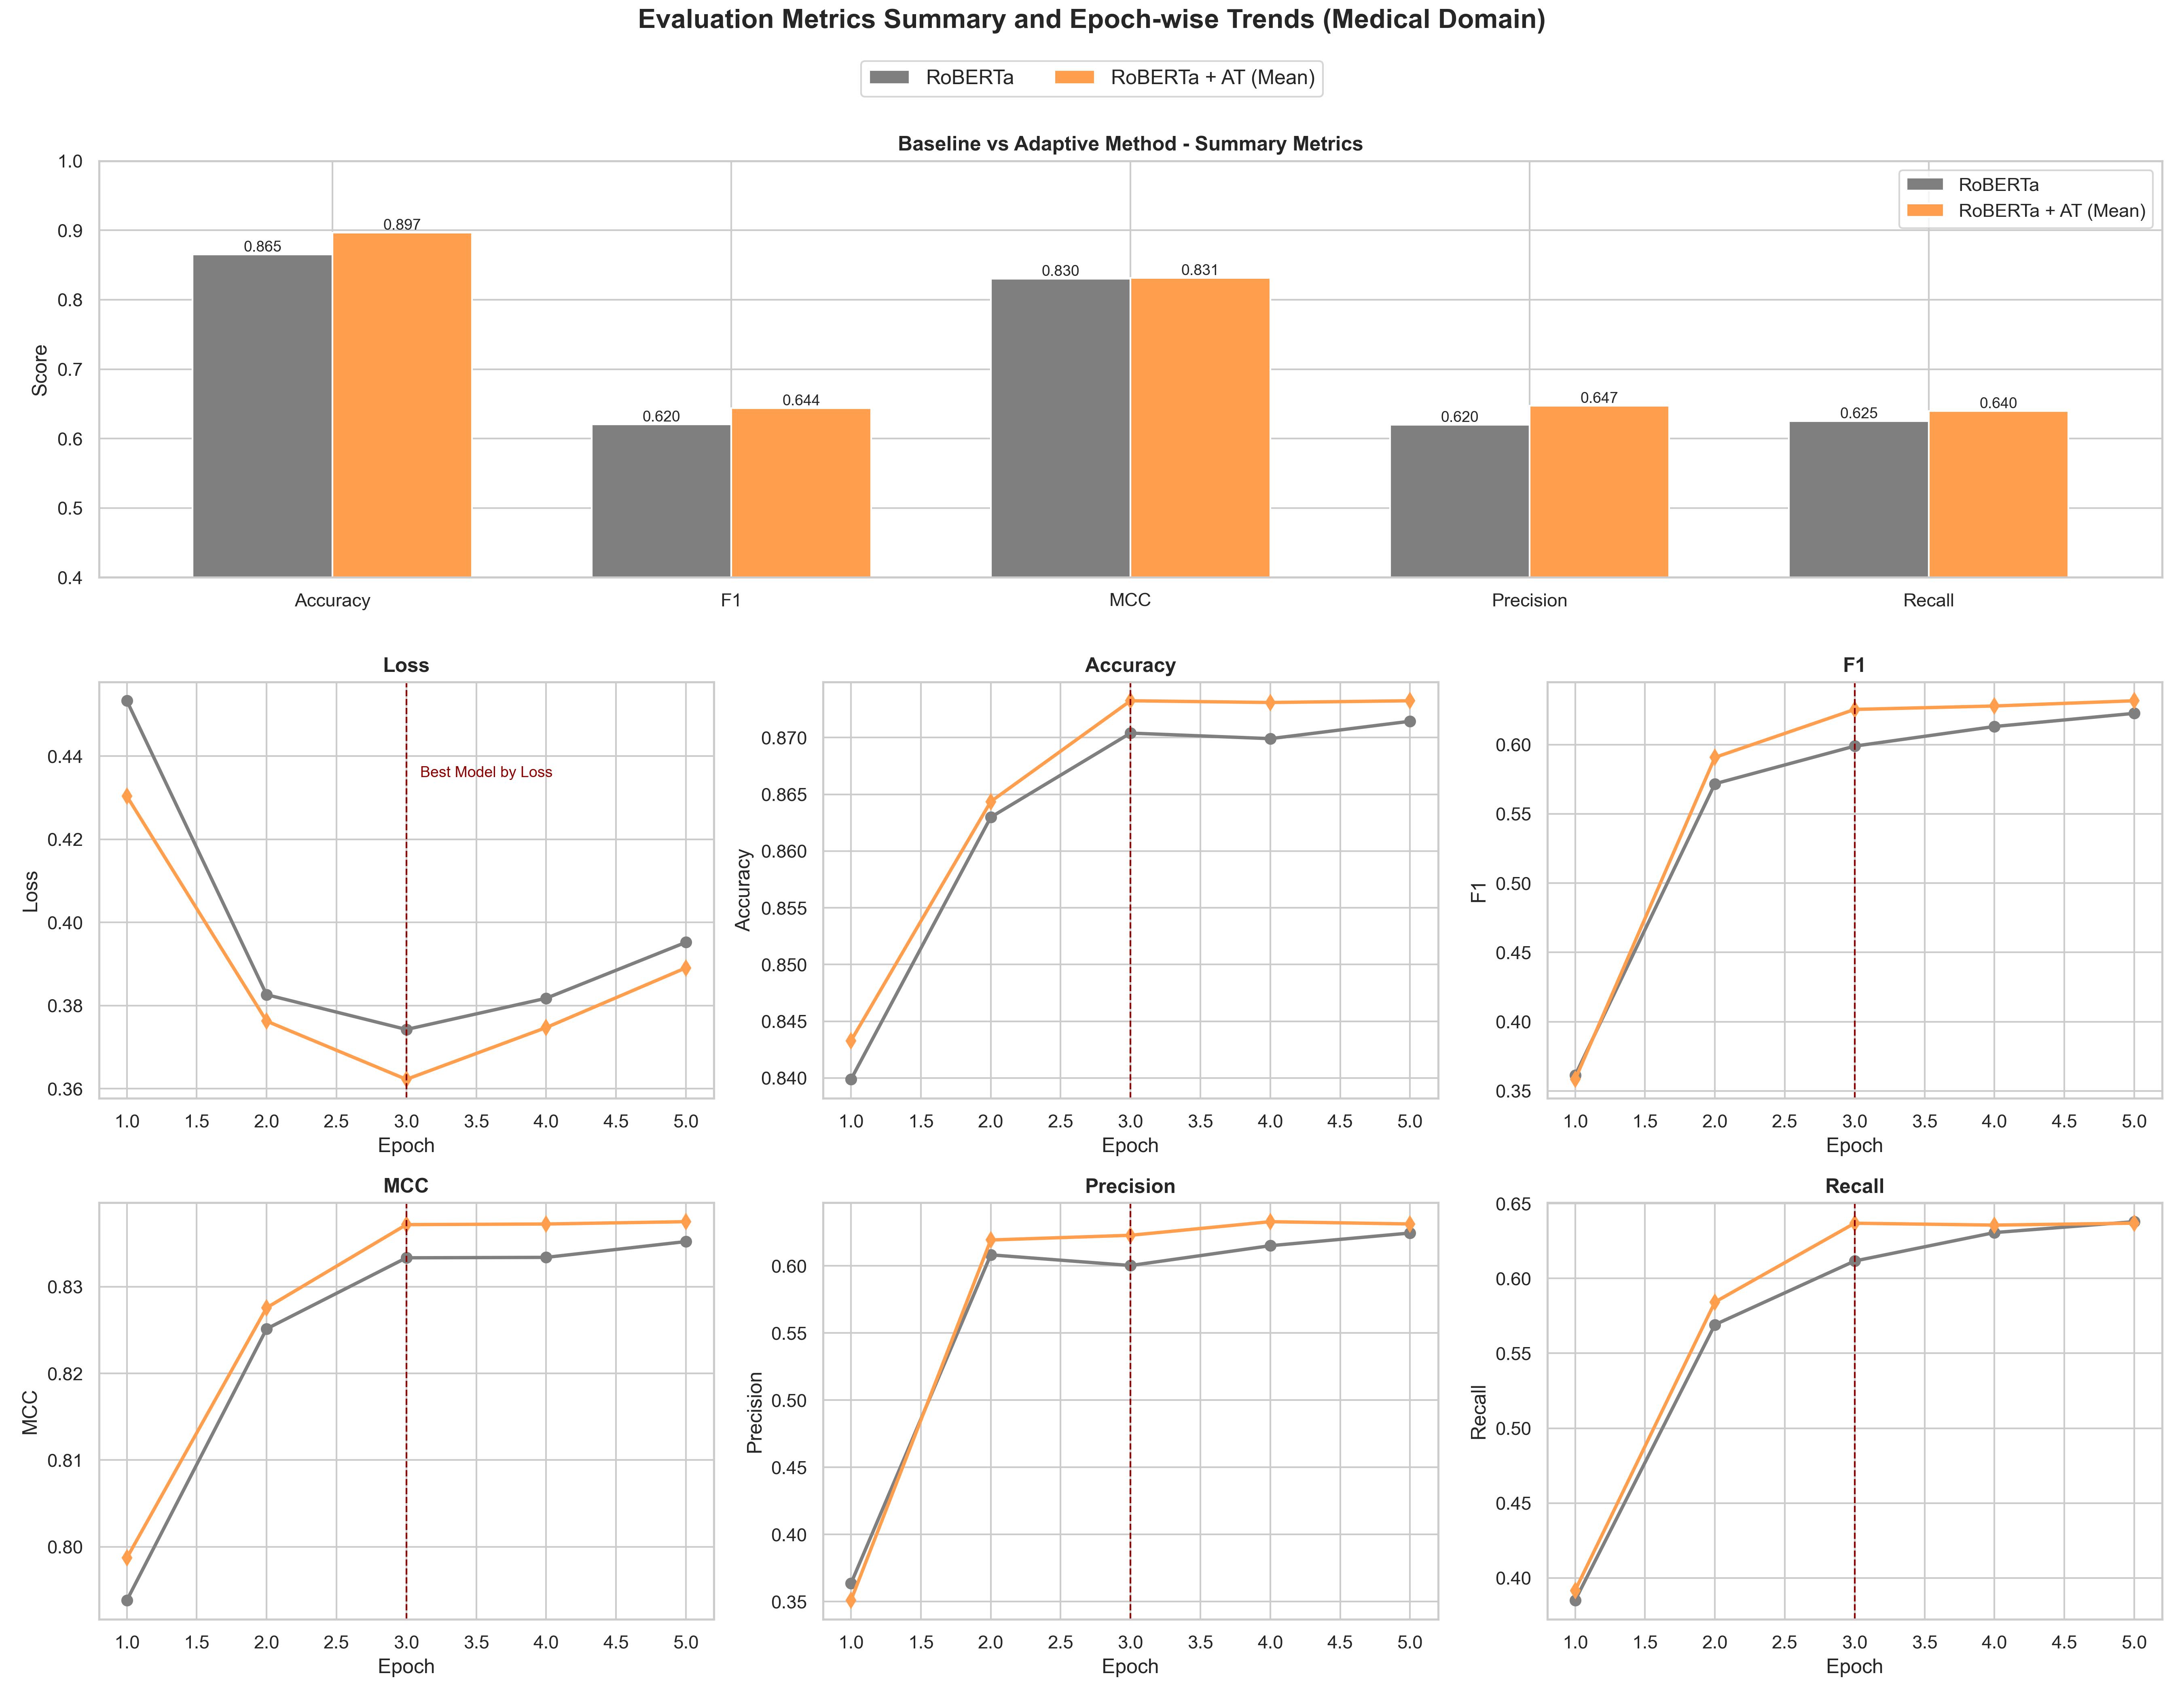 Evaluation Metrics Summary and Epoch-wise Trends (Medical Domain)
RoBERTa
RoBERTa + AT (Mean)
Baseline vs Adaptive Method - Summary Metrics
RoBERTa
RoBERTa + AT (Mean)
Score
1.0
0.9
0.8
0.7
0.6
0.5
0.4
0.865
0.897
0.620
0.644
0.830
0.831
0.620
0.647
0.625
0.640
Accuracy
F1
MCC
Precision
Recall
Loss
Loss
0.44
0.42
0.40
0.38
0.36
Best Model by Loss
1.0 1.5 2.0 2.5 3.0 3.5 4.0 4.5 5.0
Epoch
Accuracy
Accuracy
0.870
0.865
0.860
0.855
0.850
0.845
0.840
1.0 1.5 2.0 2.5 3.0 3.5 4.0 4.5 5.0
Epoch
F1
F1
0.60
0.55
0.50
0.45
0.40
0.35
1.0 1.5 2.0 2.5 3.0 3.5 4.0 4.5 5.0
Epoch
MCC
MCC
0.83
0.82
0.81
0.80
1.0 1.5 2.0 2.5 3.0 3.5 4.0 4.5 5.0
Epoch
Precision
Precision
0.60
0.55
0.50
0.45
0.40
0.35
1.0 1.5 2.0 2.5 3.0 3.5 4.0 4.5 5.0
Epoch
Recall
Recall
0.65
0.60
0.55
0.50
0.45
0.40
1.0 1.5 2.0 2.5 3.0 3.5 4.0 4.5 5.0
Epoch